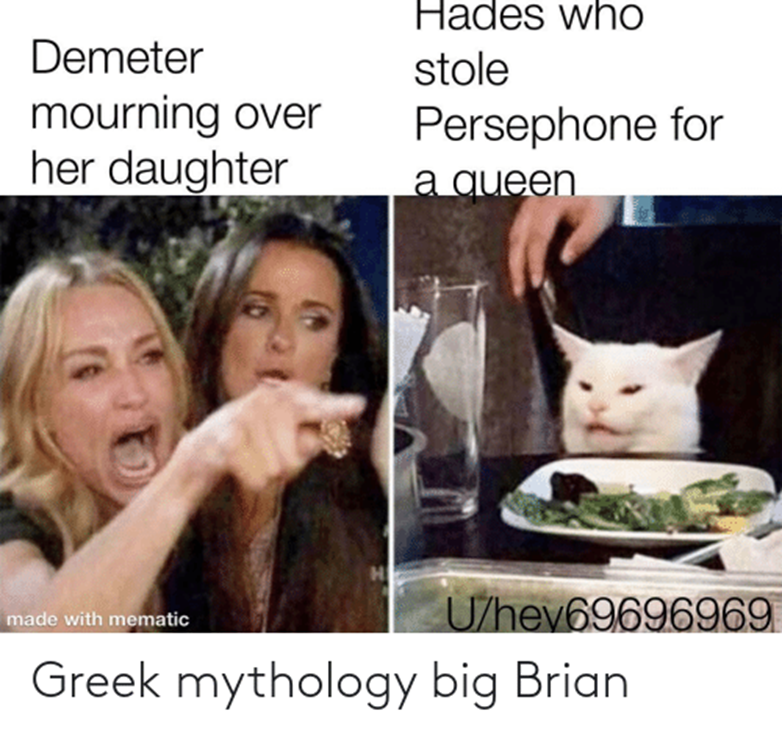 Demeter
mourning over
her daughter
Hades who
stole
Persephone for
a queen
made with mematic
U/hey69696969
Greek mythology big Brian